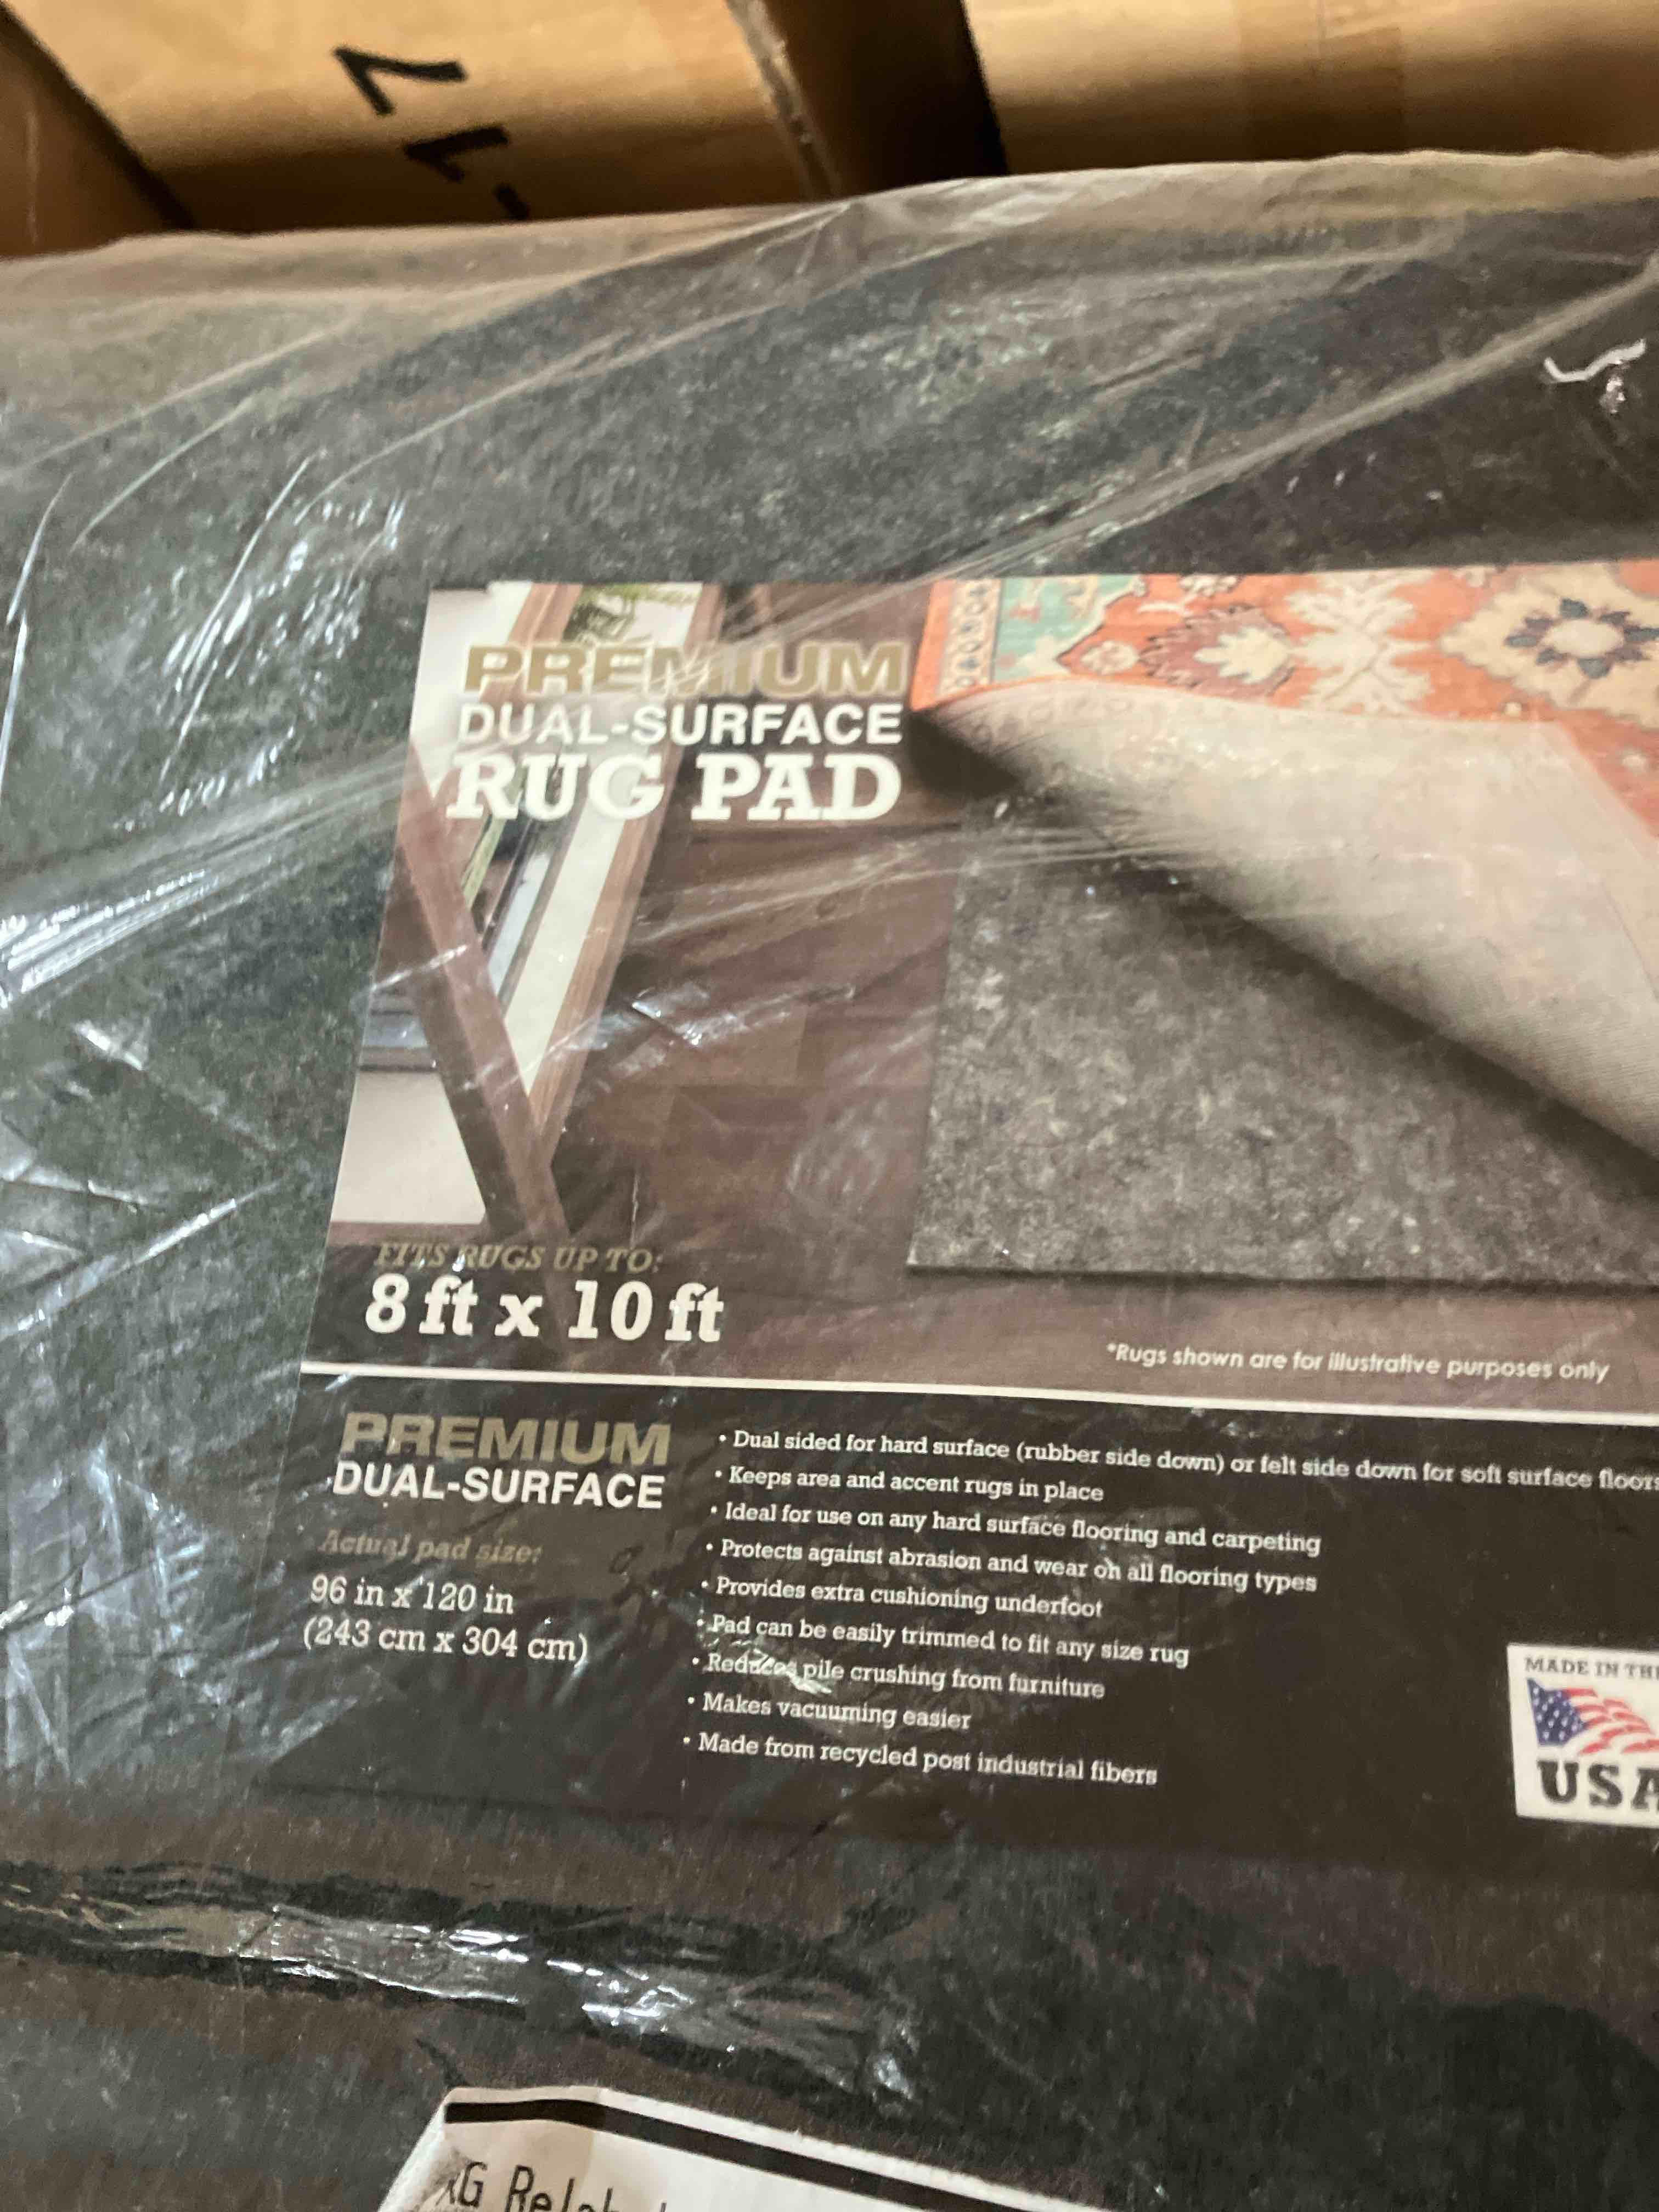 PREMIUM
DUAL-SURFACE
RUG PAD
FITS RUGS UP TO:
8 ft x 10 ft
*Rugs shown are for illustrative purposes only
PREMIUM
DUAL-SURFACE
Actual pad size:
96 in x 120 in
(243 cm x 304 cm)
• Dual sided for hard surface (rubber side down) or felt side down for soft surface floors
• Keeps area and accent rugs in place
• Ideal for use on any hard surface flooring and carpeting
• Protects against abrasion and wear on all flooring types
• Provides extra cushioning underfoot
• Pad can be easily trimmed to fit any size rug
• Reduces pile crushing from furniture
• Makes vacuuming easier
• Made from recycled post industrial fibers
MADE IN THE
USA